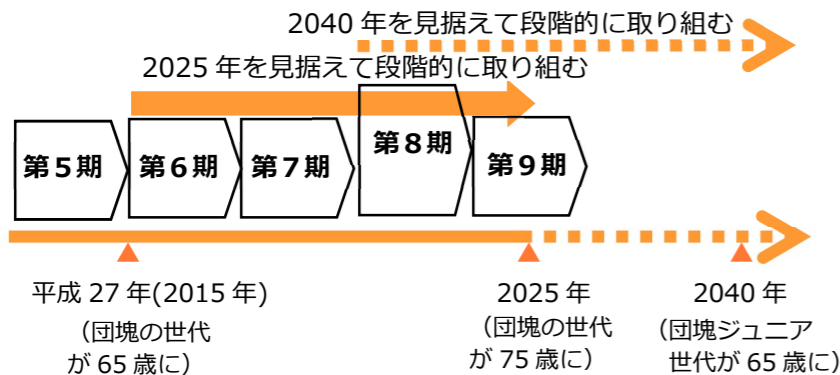 2040 年を見据えて段階的に取り組む
2025 年を見据えて段階的に取り組む
第5期
第6期
第7期
第8期
第9期
平成 27 年(2015 年)
（団塊の世代
が 65 歳に）
2025 年
（団塊の世代
が 75 歳に）
2040 年
（団塊ジュニア
世代が 65 歳に）